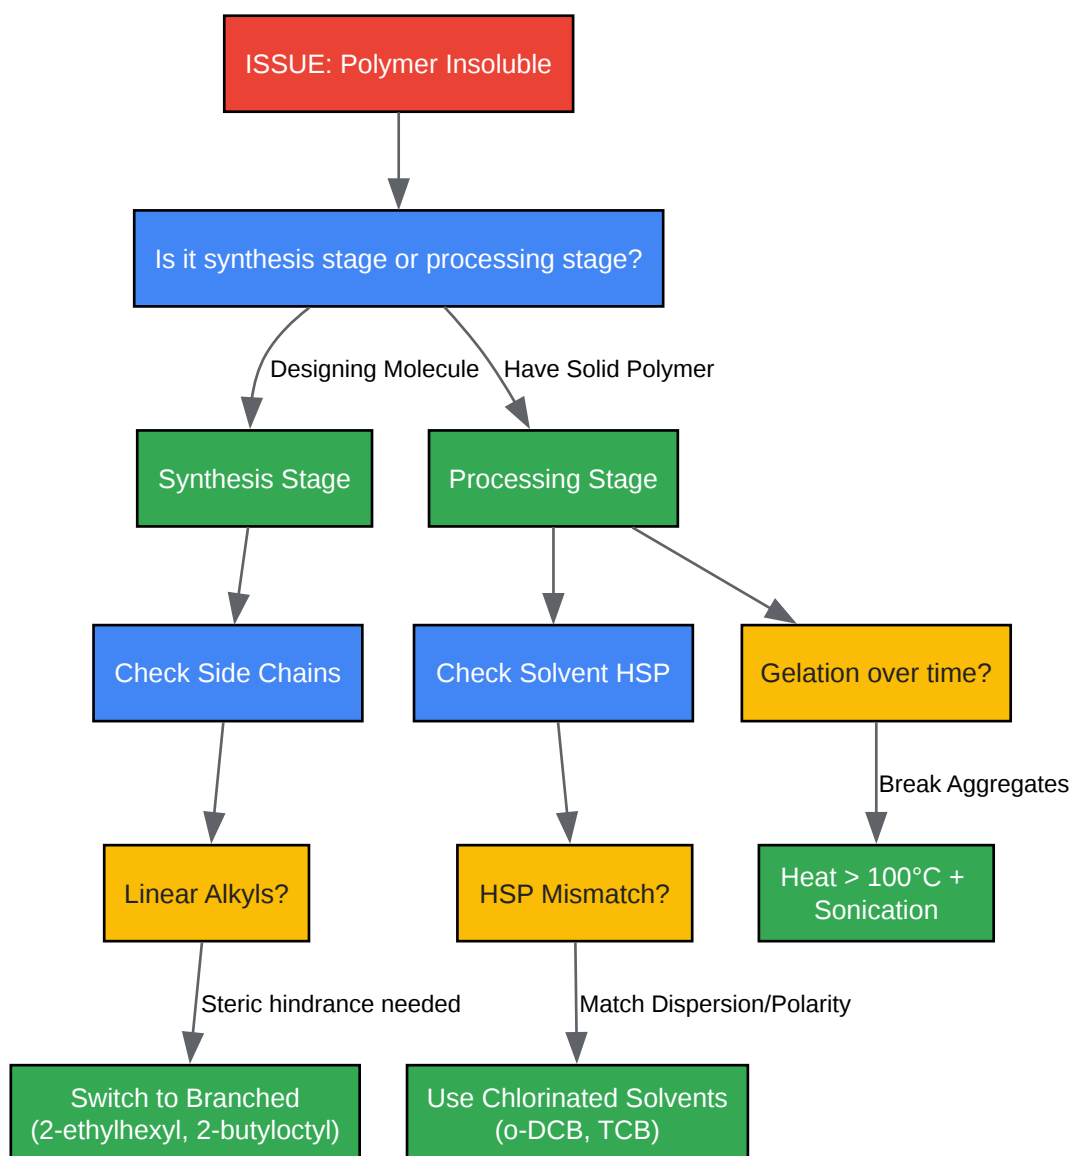 ISSUE: Polymer Insoluble
Is it synthesis stage or processing stage?
Designing Molecule
Have Solid Polymer
Synthesis Stage
Processing Stage
Check Side Chains
Check Solvent HSP
Gelation over time?
Break Aggregates
Linear Alkyls?
HSP Mismatch?
Heat > 100°C +
Sonication
Steric hindrance needed
Match Dispersion/Polarity
Switch to Branched
(2-ethylhexyl, 2-butyloctyl)
Use Chlorinated Solvents
(o-DCB, TCB)